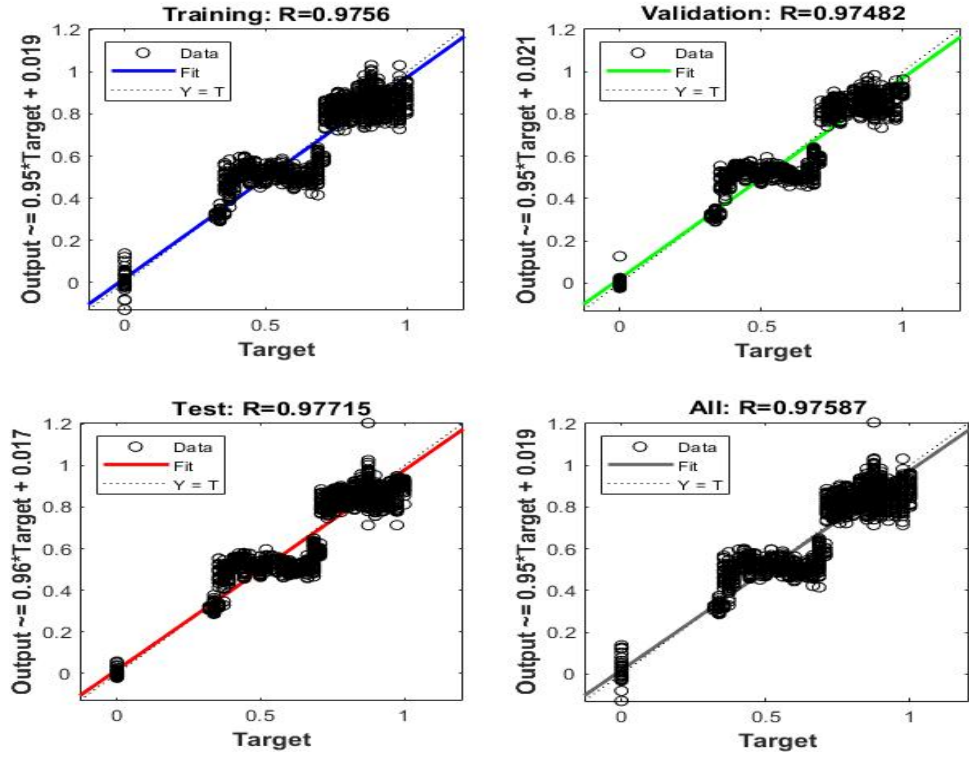 Training: R=0.9756
Output ~= 0.95*Target + 0.019
1.2
1
0.8
0.6
0.4
0.2
0
Data
Fit
Y = T
0
0.5
1
Target
Validation: R=0.97482
Output ~= 0.95*Target + 0.021
1.2
1
0.8
0.6
0.4
0.2
0
Data
Fit
Y = T
0
0.5
1
Target
Test: R=0.97715
Output ~= 0.96*Target + 0.017
1.2
1
0.8
0.6
0.4
0.2
0
Data
Fit
Y = T
0
0.5
1
Target
All: R=0.97587
Output ~= 0.95*Target + 0.019
1.2
1
0.8
0.6
0.4
0.2
0
Data
Fit
Y = T
0
0.5
1
Target